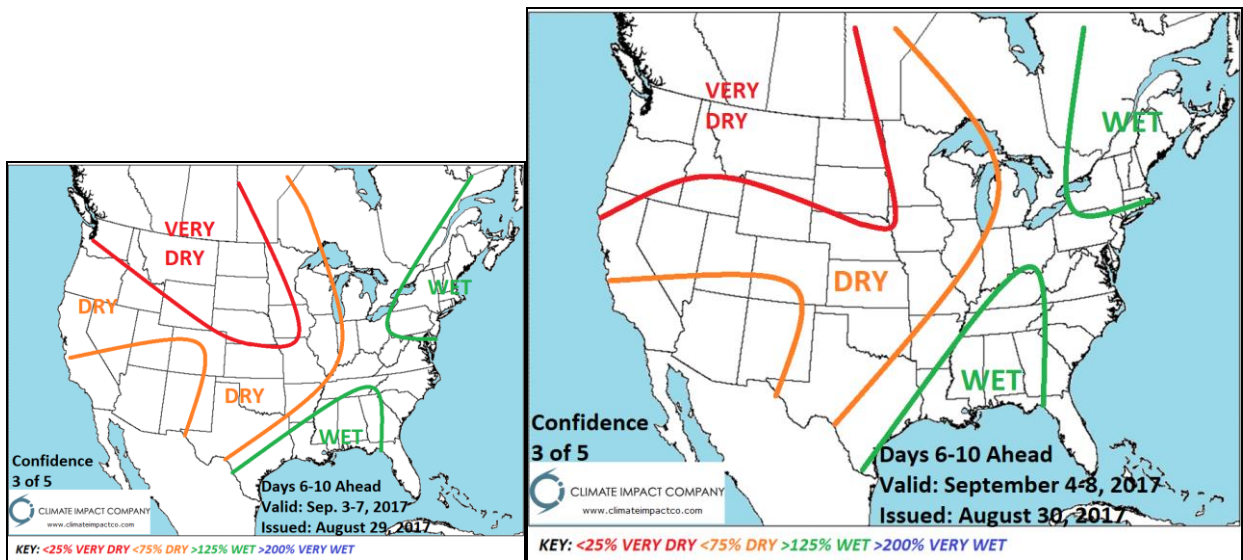 VERY
DRY
DRY
WET
DRY
WET
Confidence
3 of 5
CLIMATE IMPACT COMPANY
www.climateimpactco.com
Days 6-10 Ahead
Valid: Sep. 3-7, 2017
Issued: August 29, 2017
KEY: <25% VERY DRY <75% DRY >125% WET >200% VERY WET
VERY
DRY
WET
DRY
WET
Confidence
3 of 5
CLIMATE IMPACT COMPANY
www.climateimpactco.com
Days 6-10 Ahead
Valid: September 4-8, 2017
Issued: August 30, 2017
KEY: <25% VERY DRY <75% DRY >125% WET >200% VERY WET